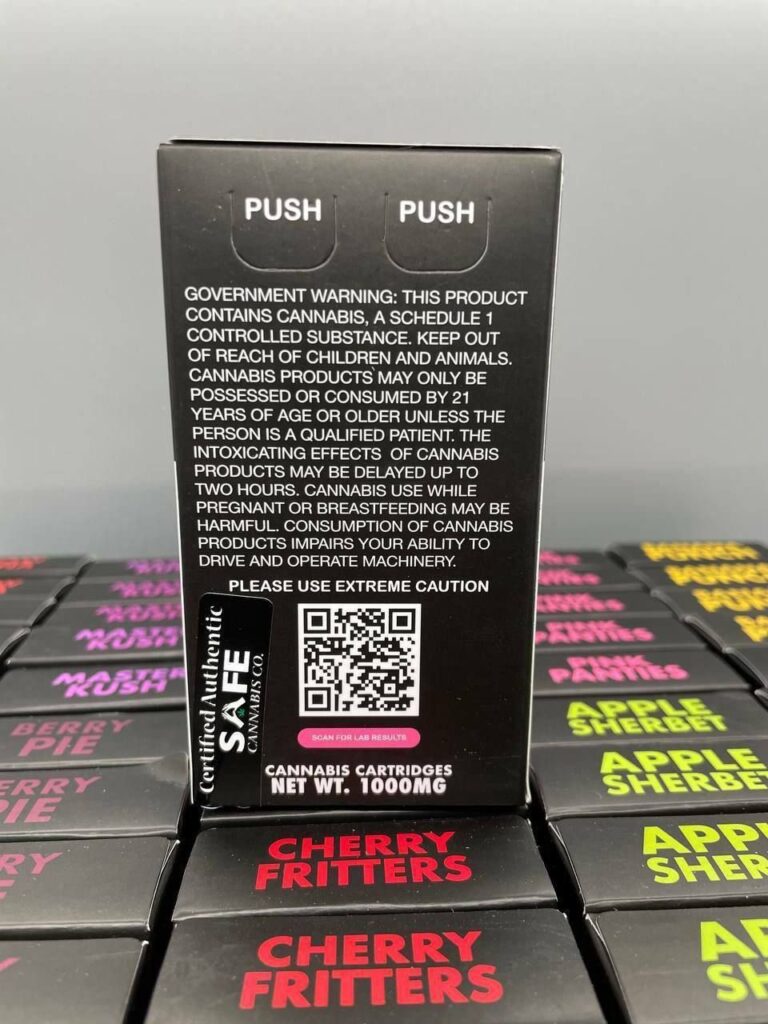 PUSH
PUSH
GOVERNMENT WARNING: THIS PRODUCT
CONTAINS CANNABIS, A SCHEDULE 1
CONTROLLED SUBSTANCE. KEEP OUT
OF REACH OF CHILDREN AND ANIMALS.
CANNABIS PRODUCTS MAY ONLY BE
POSSESSED OR CONSUMED BY 21
YEARS OF AGE OR OLDER UNLESS THE
PERSON IS A QUALIFIED PATIENT. THE
INTOXICATING EFFECTS OF CANNABIS
PRODUCTS MAY BE DELAYED UP TO
TWO HOURS. CANNABIS USE WHILE
PREGNANT OR BREASTFEEDING MAY BE
HARMFUL. CONSUMPTION OF CANNABIS
PRODUCTS IMPAIRS YOUR ABILITY TO
DRIVE AND OPERATE MACHINERY.
PLEASE USE EXTREME CAUTION
Certified Authentic
SAFE
CANNABIS CO.
SCAN FOR LAB RESULTS
CANNABIS CARTRIDGES
NET WT. 1000MG
MASTER
KUSH
MASTER
KUSH
BERRY
PIE
PIE
PINK
PANTIES
PINK
PANTIES
APPLE
SHERBET
APPLE
SHERBET
SHERB
CHERRY
FRITTERS
CHERRY
FRITTERS